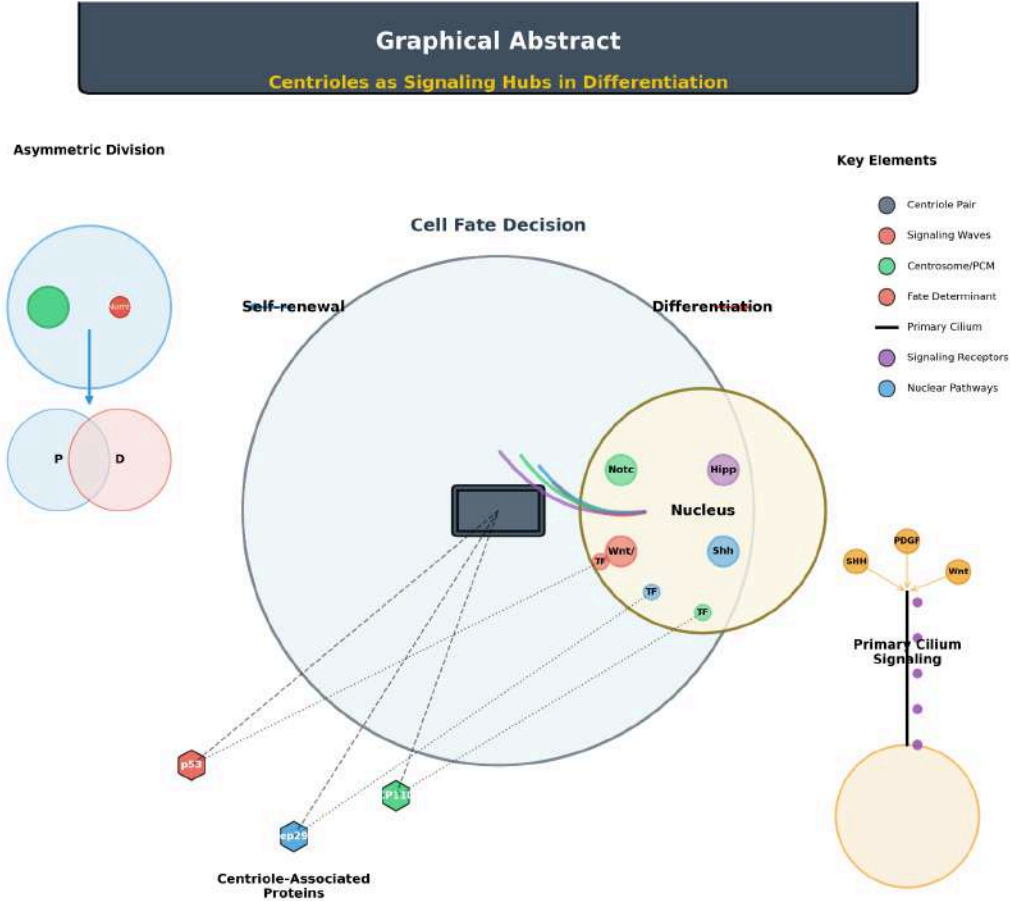 Graphical Abstract
Centrioles as Signaling Hubs in Differentiation
Asymmetric Division
P
D
Cell Fate Decision
Self-renewal
Differentiation
Notc
Hipp
Nucleus
Wnt/
Shh
TF
TF
TF
p53
ep29
CP110
Centriole-Associated
Proteins
Key Elements
Centriole Pair
Signaling Waves
Centrosome/PCM
Fate Determinant
Primary Cilium
Signaling Receptors
Nuclear Pathways
SHH
PDGF
Wnt
Primary Cilium
Signaling